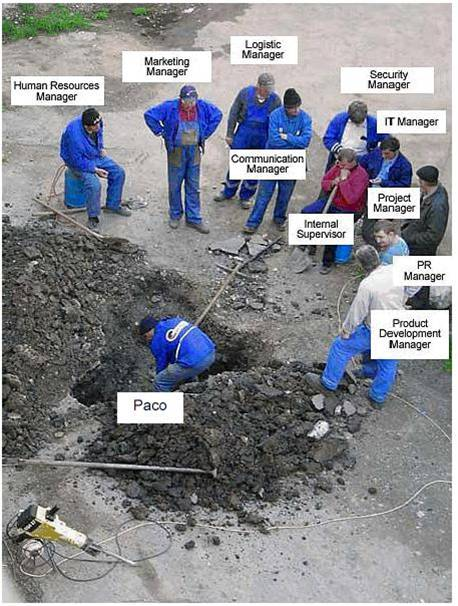 Logistic
Manager
Marketing
Manager
Security
Manager
Human Resources
Manager
IT Manager
Communication
Manager
Project
Manager
Internal
Supervisor
PR
Manager
Product
Development
Manager
Paco